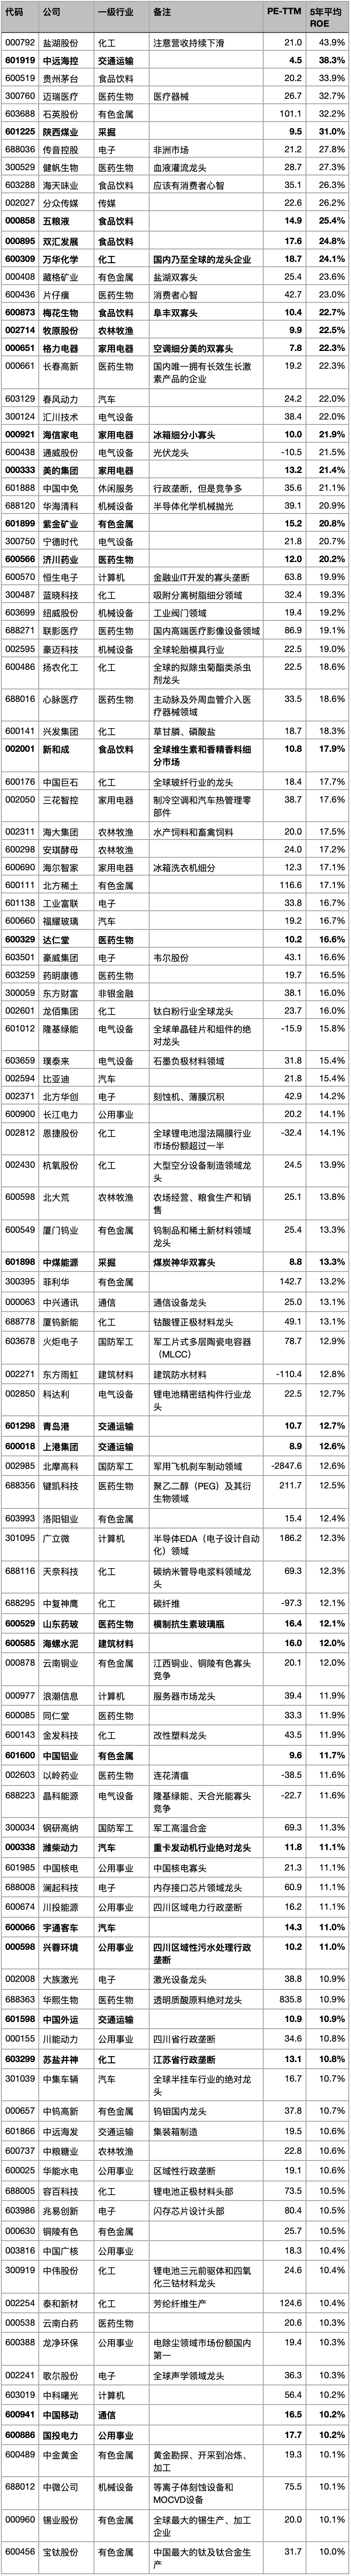 代码 公司 一级行业 备注 PE-TTM 5年平均
ROE
000792 盐湖股份 化工 注意营收持续下滑 21.0 43.9%
601919 中远海控 交通运输 4.5 38.3%
600519 贵州茅台 食品饮料 20.2 33.9%
300760 迈瑞医疗 医药生物 医疗器械 26.7 32.7%
603688 石英股份 有色金属 101.1 32.2%
601225 陕西煤业 采掘 9.5 31.0%
688036 传音控股 电子 非洲市场 21.2 27.8%
300529 健帆生物 医药生物 血液灌流龙头 28.7 27.3%
603288 海天味业 食品饮料 应该有消费者心智 35.1 26.3%
002027 分众传媒 传媒 22.6 26.2%
000858 五粮液 食品饮料 14.9 25.4%
000895 双汇发展 食品饮料 17.6 24.8%
600309 万华化学 化工 国内乃至全球的龙头企业 18.7 24.1%
000408 藏格矿业 有色金属 盐湖双寡头 25.4 23.6%
600436 片仔癀 医药生物 消费者心智 42.7 23.0%
600873 梅花生物 食品饮料 阜丰双寡头 10.4 22.7%
002714 牧原股份 农林牧渔 9.9 22.5%
000651 格力电器 家用电器 空调细分美的双寡头 7.8 22.3%
000661 长春高新 医药生物 国内唯一拥有长效生长激 19.2 22.3%
素产品的企业
603129 春风动力 汽车 24.2 22.0%
300124 汇川技术 电气设备 38.4 22.0%
000921 海信家电 家用电器 冰箱细分小寡头 10.0 21.9%
600438 通威股份 电气设备 光伏龙头 -10.5 21.5%
000333 美的集团 家用电器 13.2 21.4%
601888 中国中免 休闲服务 行政垄断，但是竞争多 35.6 21.1%
688120 华海清科 机械设备 半导体化学机械抛光 39.1 20.9%
601899 紫金矿业 有色金属 15.2 20.8%
300750 宁德时代 电气设备 21.8 20.7%
600566 济川药业 医药生物 12.0 20.2%
600570 恒生电子 计算机 金融业IT开发的寡头垄断 63.8 19.9%
300487 蓝晓科技 化工 吸附分离树脂细分领域 32.4 19.3%
603699 纽威股份 机械设备 工业阀门领域 19.4 19.2%
688271 联影医疗 医药生物 国内高端医疗影像设备领域 86.9 19.1%
002595 豪迈科技 机械设备 全球轮胎模具行业 22.5 19.0%
600486 扬农化工 化工 全球的拟除虫菊酯类杀虫 22.5 18.6%
剂龙头
688016 心脉医疗 医药生物 主动脉及外周血管介入医 33.5 18.6%
疗器械领域
600141 兴发集团 化工 草甘膦、磷酸盐 18.7 18.3%
002001 新和成 食品饮料 全球维生素和香精香料细 10.8 17.9%
分市场
600176 中国巨石 化工 全球玻纤行业的龙头 18.4 17.7%
002050 三花智控 家用电器 制冷空调和汽车热管理零 38.7 17.6%
部件
002311 海大集团 农林牧渔 水产饲料和畜禽饲料 20.0 17.5%
600298 安琪酵母 农林牧渔 24.0 17.2%
600690 海尔智家 家用电器 冰箱洗衣机细分 12.3 17.1%
600111 北方稀土 有色金属 116.6 17.1%
601138 工业富联 电子 33.8 16.7%
600660 福耀玻璃 汽车 19.2 16.7%
600329 达仁堂 医药生物 10.2 16.6%
603501 豪威集团 电子 韦尔股份 43.1 16.6%
603259 药明康德 医药生物 19.7 16.5%
300059 东方财富 非银金融 38.1 16.0%
002601 龙佰集团 化工 钛白粉行业全球龙头 23.7 16.0%
601012 隆基绿能 电气设备 全球单晶硅片和组件的绝 -15.9 15.8%
对龙头
603659 璞泰来 电气设备 石墨负极材料领域 31.8 15.4%
002594 比亚迪 汽车 21.8 15.4%
002371 北方华创 电子 刻蚀机、薄膜沉积 42.9 14.2%
600900 长江电力 公用事业 20.2 14.1%
002812 恩捷股份 化工 全球锂电池湿法隔膜行业 -32.4 14.1%
市场份额超过一半
002430 杭氧股份 化工 大型空分设备制造领域龙 24.5 13.9%
头
600598 北大荒 农林牧渔 农场经营、粮食生产和销 25.1 13.8%
售
600549 厦门钨业 有色金属 钨制品和稀土新材料领域 25.4 13.3%
龙头
601898 中煤能源 采掘 煤炭神华双寡头 8.8 13.3%
300395 菲利华 有色金属 142.7 13.2%
000063 中兴通讯 通信 通信设备龙头 25.0 13.1%
688778 厦钨新能 化工 钴酸锂正极材料龙头 49.1 13.1%
603678 火炬电子 国防军工 军工片式多层陶瓷电容器 78.7 12.9%
（MLCC）
002271 东方雨虹 建筑材料 建筑防水材料 -110.4 12.8%
002850 科达利 电气设备 锂电池精密结构件行业龙 22.5 12.7%
头
601298 青岛港 交通运输 10.7 12.7%
600018 上港集团 交通运输 8.9 12.6%
002985 北摩高科 国防军工 军用飞机刹车制动领域 -2847.6 12.6%
688356 键凯科技 医药生物 聚乙二醇（PEG）及其衍 211.7 12.5%
生物领域
603993 洛阳钼业 有色金属 15.4 12.4%
301095 广立微 计算机 半导体EDA（电子设计自动 186.2 12.3%
化）领域
688116 天奈科技 化工 碳纳米管导电浆料领域龙 69.3 12.3%
头
688295 中复神鹰 化工 碳纤维 -97.3 12.1%
600529 山东药玻 医药生物 模制抗生素玻璃瓶 16.4 12.1%
600585 海螺水泥 建筑材料 16.0 12.0%
000878 云南铜业 有色金属 江西铜业、铜陵有色寡头 20.1 12.0%
竞争
000977 浪潮信息 计算机 服务器市场龙头 39.4 11.9%
600085 同仁堂 医药生物 33.3 11.9%
600143 金发科技 化工 改性塑料龙头 43.5 11.9%
601600 中国铝业 有色金属 9.6 11.7%
002603 以岭药业 医药生物 连花清瘟 -38.5 11.6%
688223 晶科能源 电气设备 隆基绿能、天合光能寡头 -22.7 11.6%
竞争
300034 钢研高纳 国防军工 军工高温合金 69.3 11.3%
000338 潍柴动力 汽车 重卡发动机行业绝对龙头 11.8 11.1%
601985 中国核电 公用事业 中国核电寡头 21.3 11.1%
688008 澜起科技 电子 内存接口芯片领域龙头 60.9 11.1%
600674 川投能源 公用事业 四川区域电力行政垄断 16.2 11.1%
600066 宇通客车 汽车 14.3 11.0%
000598 兴蓉环境 公用事业 四川区域性污水处理行政 10.2 11.0%
垄断
002008 大族激光 电子 激光设备龙头 38.8 10.9%
688363 华熙生物 医药生物 透明质酸原料绝对龙头 835.8 10.9%
601598 中国外运 交通运输 10.9 10.9%
000155 川能动力 公用事业 四川省行政垄断 34.6 10.8%
603299 苏盐井神 化工 江苏省行政垄断 13.1 10.8%
301039 中集车辆 汽车 全球半挂车行业的绝对龙 16.7 10.7%
头
000657 中钨高新 有色金属 钨钼国内龙头 37.8 10.7%
601866 中远海发 交通运输 集装箱制造 19.5 10.6%
600737 中粮糖业 农林牧渔 22.8 10.6%
600025 华能水电 公用事业 区域性行政垄断 19.1 10.6%
688005 容百科技 化工 锂电池正极材料头部 73.5 10.5%
603986 兆易创新 电子 闪存芯片设计头部 80.4 10.5%
000630 铜陵有色 有色金属 25.7 10.5%
003816 中国广核 公用事业 18.3 10.4%
300919 中伟股份 化工 锂电池三元前驱体和四氧 24.6 10.4%
化三钴材料龙头
002254 泰和新材 化工 芳纶纤维生产 124.6 10.4%
000538 云南白药 医药生物 20.6 10.3%
600388 龙净环保 公用事业 电除尘领域市场份额国内 19.4 10.3%
第一
002241 歌尔股份 电子 全球声学领域龙头 36.3 10.3%
603019 中科曙光 计算机 56.4 10.2%
600941 中国移动 通信 16.5 10.2%
600886 国投电力 公用事业 17.7 10.2%
600489 中金黄金 有色金属 黄金勘探、开采到冶炼、 19.3 10.1%
加工
688012 中微公司 机械设备 等离子体刻蚀设备和 75.5 10.1%
MOCVD设备
000960 锡业股份 有色金属 全球最大的锡生产、加工 20.0 10.1%
企业
600456 宝钛股份 有色金属 中国最大的钛及钛合金生 31.7 10.0%
产